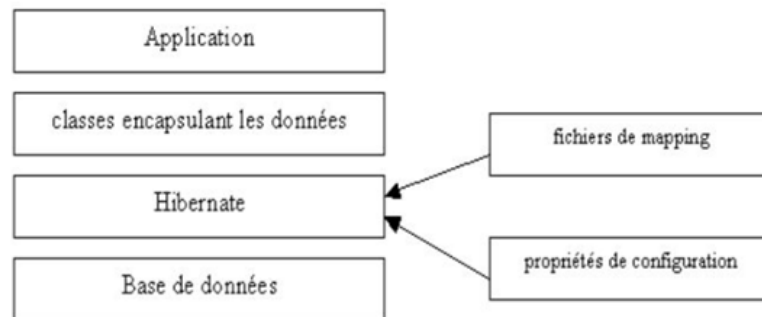 Application
classes encapsulant les données
fichiers de mapping
Hibernate
propriétés de configuration
Base de données